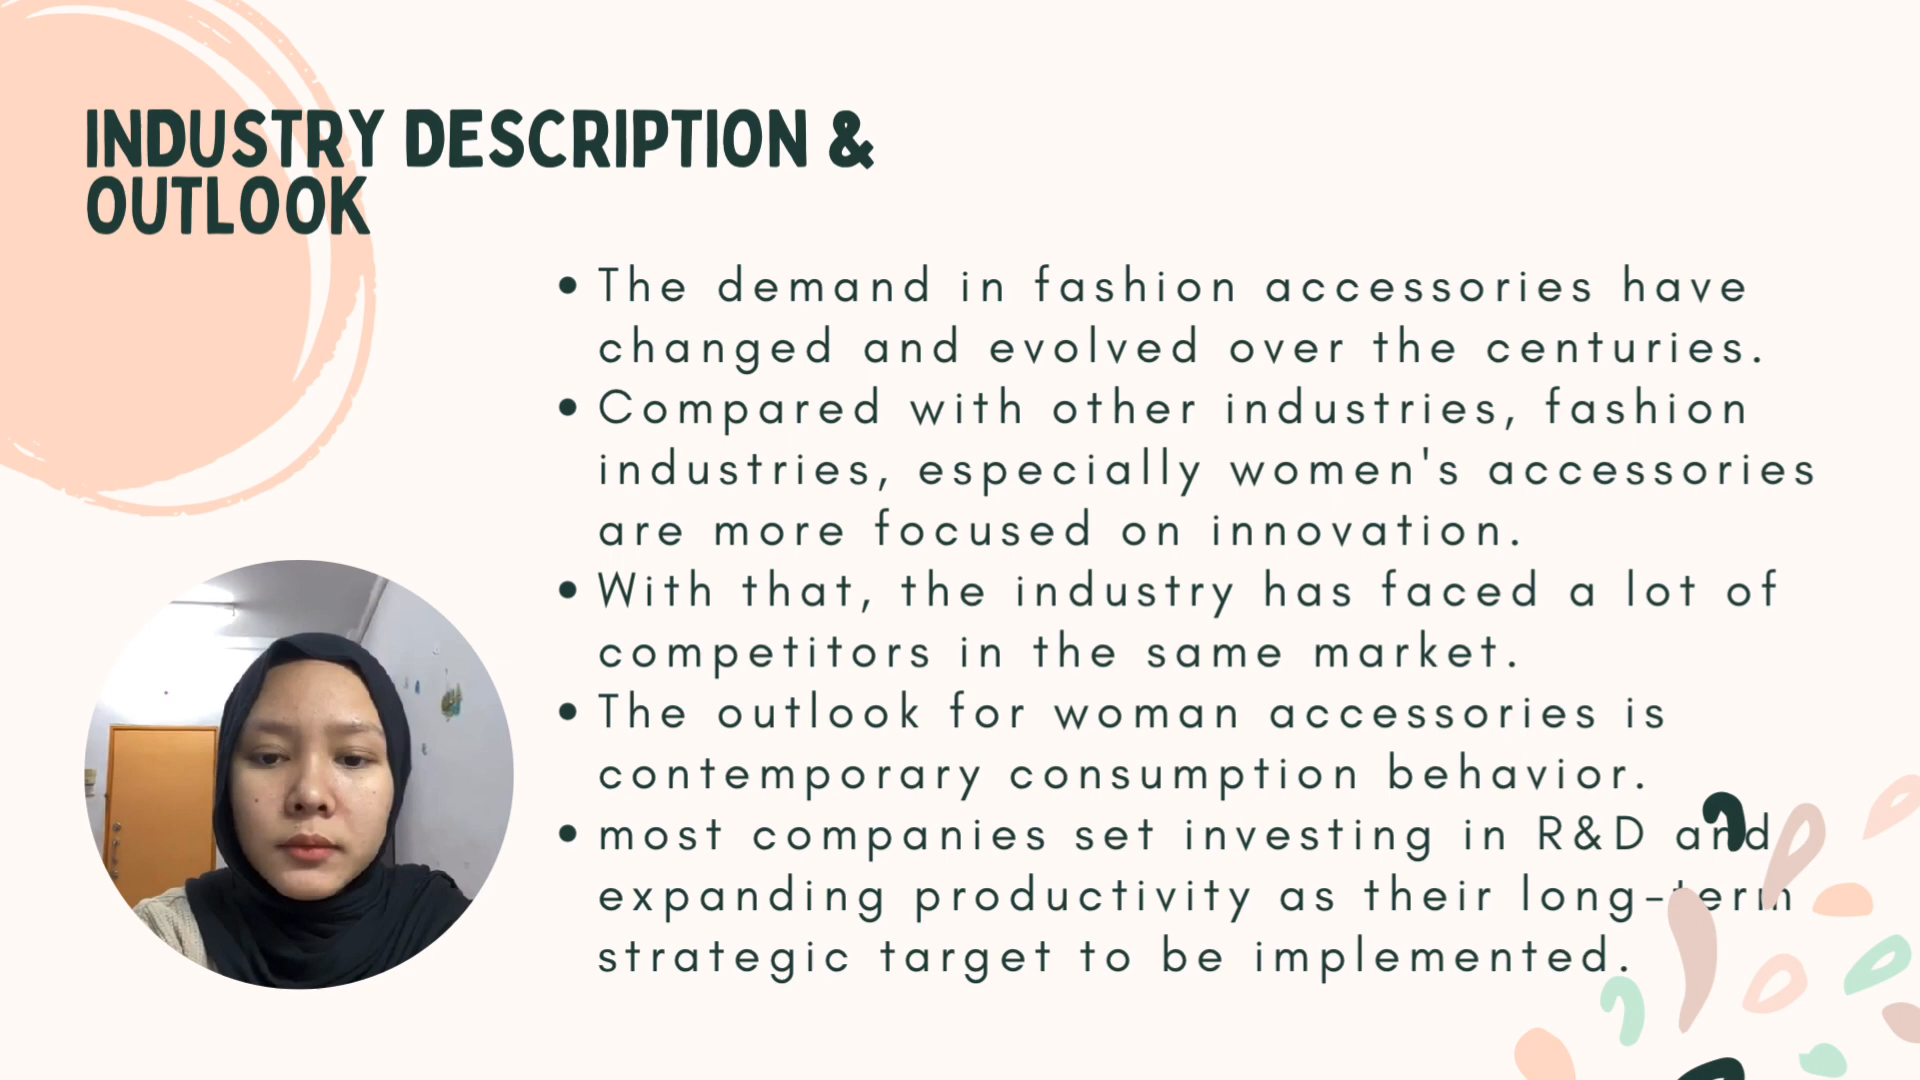 INDUSTRY DESCRIPTION &
OUTLOOK
• The demand in fashion accessories have
changed and evolved over the centuries.
• Compared with other industries, fashion
industries, especially women's accessories
are more focused on innovation.
• With that, the industry has faced a lot of
competitors in the same market.
• The outlook for woman accessories is
contemporary consumption behavior.
• most companies set investing in R&D and
expanding productivity as their long-term
strategic target to be implemented.